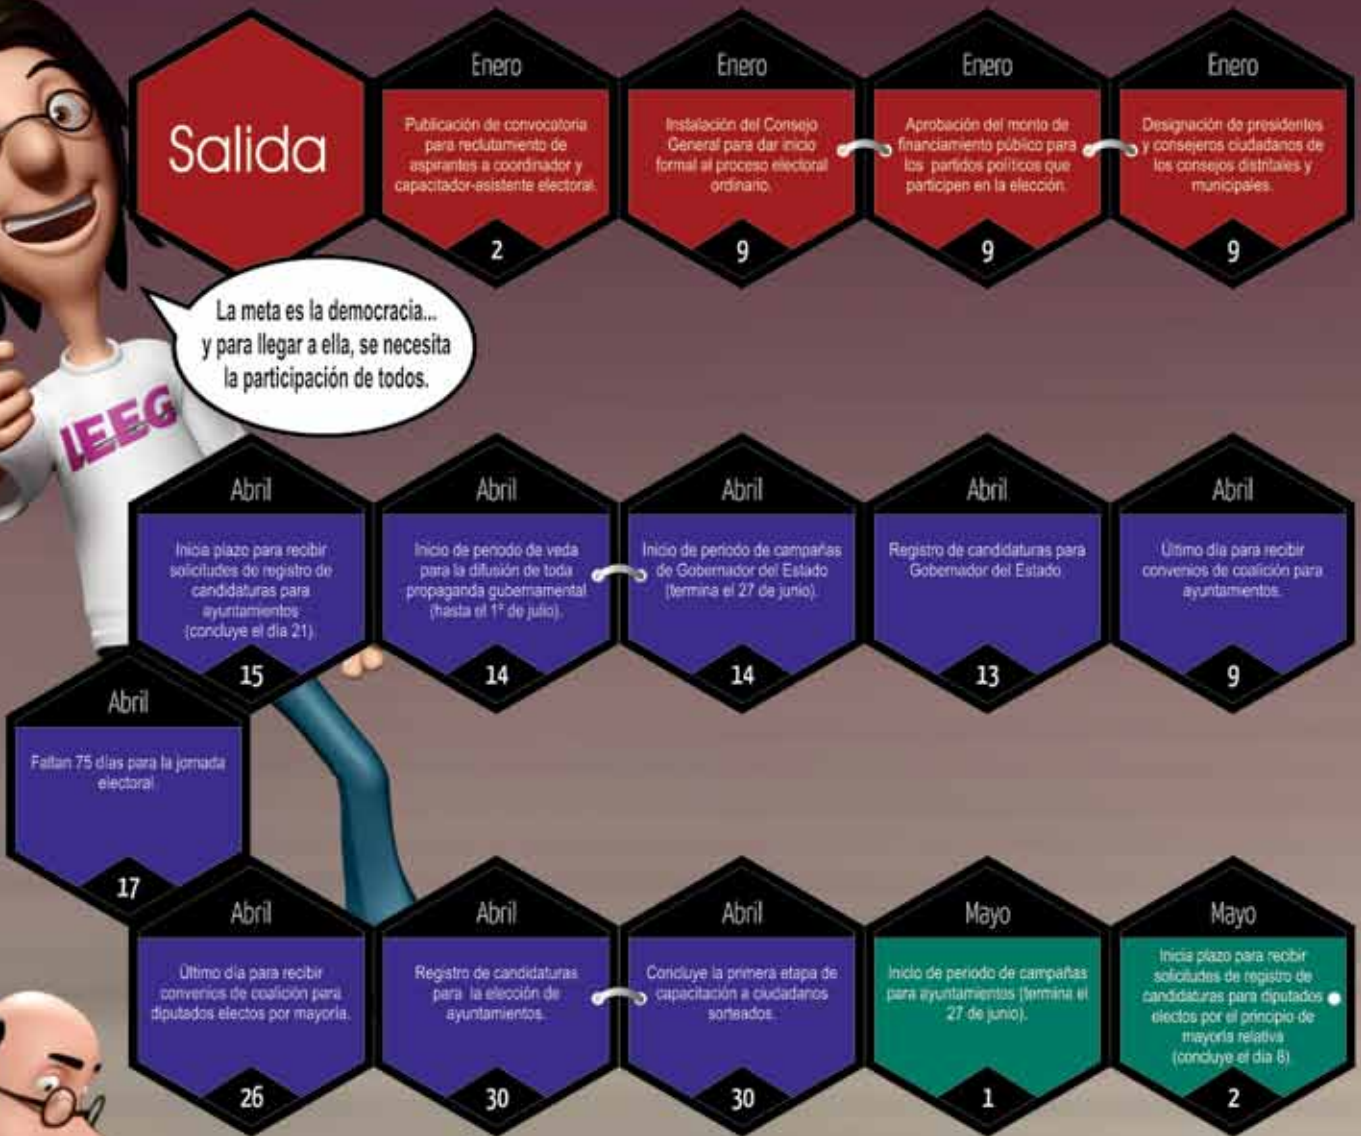 Salida
Enero
Publicación de convocatoria
para reclutamiento de
aspirantes a coordinador y
capacitador-asistente electoral.
2
Enero
Instalación del Consejo
General para dar inicio
formal al proceso electoral
ordinario.
9
Enero
Aprobación del monto de
financiamiento público para
los partidos políticos que
participen en la elección.
9
Enero
Designación de presidentes
y consejeros ciudadanos de
los consejos distritales y
municipales.
9
La meta es la democracia...
y para llegar a ella, se necesita
la participación de todos.
IEEG
Abril
Inicia plazo para recibir
solicitudes de registro de
candidaturas para
ayuntamientos
(concluye el día 21).
15
Abril
Inicio de periodo de veda
para la difusión de toda
propaganda gubernamental
(hasta el 1º de julio).
14
Abril
Inicio de periodo de campañas
de Gobernador del Estado
(termina el 27 de junio).
14
Abril
Registro de candidaturas para
Gobernador del Estado
13
Abril
Último día para recibir
convenios de coalición para
ayuntamientos.
9
Abril
Faltan 75 días para la jornada
electoral
17
Abril
Último día para recibir
convenios de coalición para
diputados electos por mayoría.
26
Abril
Registro de candidaturas
para la elección de
ayuntamientos.
30
Abril
Concluye la primera etapa de
capacitación a ciudadanos
sorteados.
30
Mayo
Inicio de periodo de campañas
para ayuntamientos (termina el
27 de junio).
1
Mayo
Inicia plazo para recibir
solicitudes de registro de
candidaturas para diputados
electos por el principio de
mayoría relativa
(concluye el día 8)
2